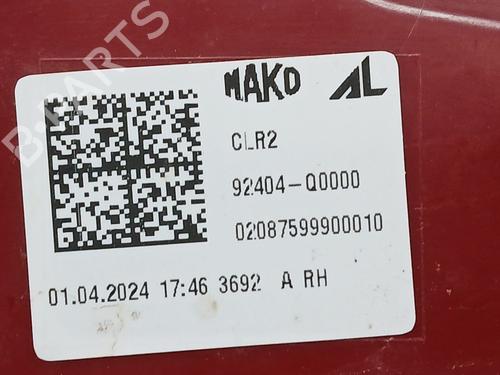 B-PARTS
MAKO AL
CLR2
92404-Q0000
02087599900010
01.04.2024 17:46 3692 A RH